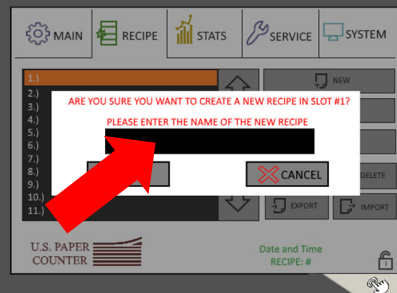 MAIN RECIPE STATS SERVICE SYSTEM
1.)
NEW
2.)
ARE YOU SURE YOU WANT TO CREATE A NEW RECIPE IN SLOT #1?
3.)
4.)
PLEASE ENTER THE NAME OF THE NEW RECIPE
5.)
6.)
7.)
8.)
CANCEL
DELETE
9.)
10.)
11.)
EXPORT IMPORT
U.S. PAPER
COUNTER
Date and Time
RECIPE: #